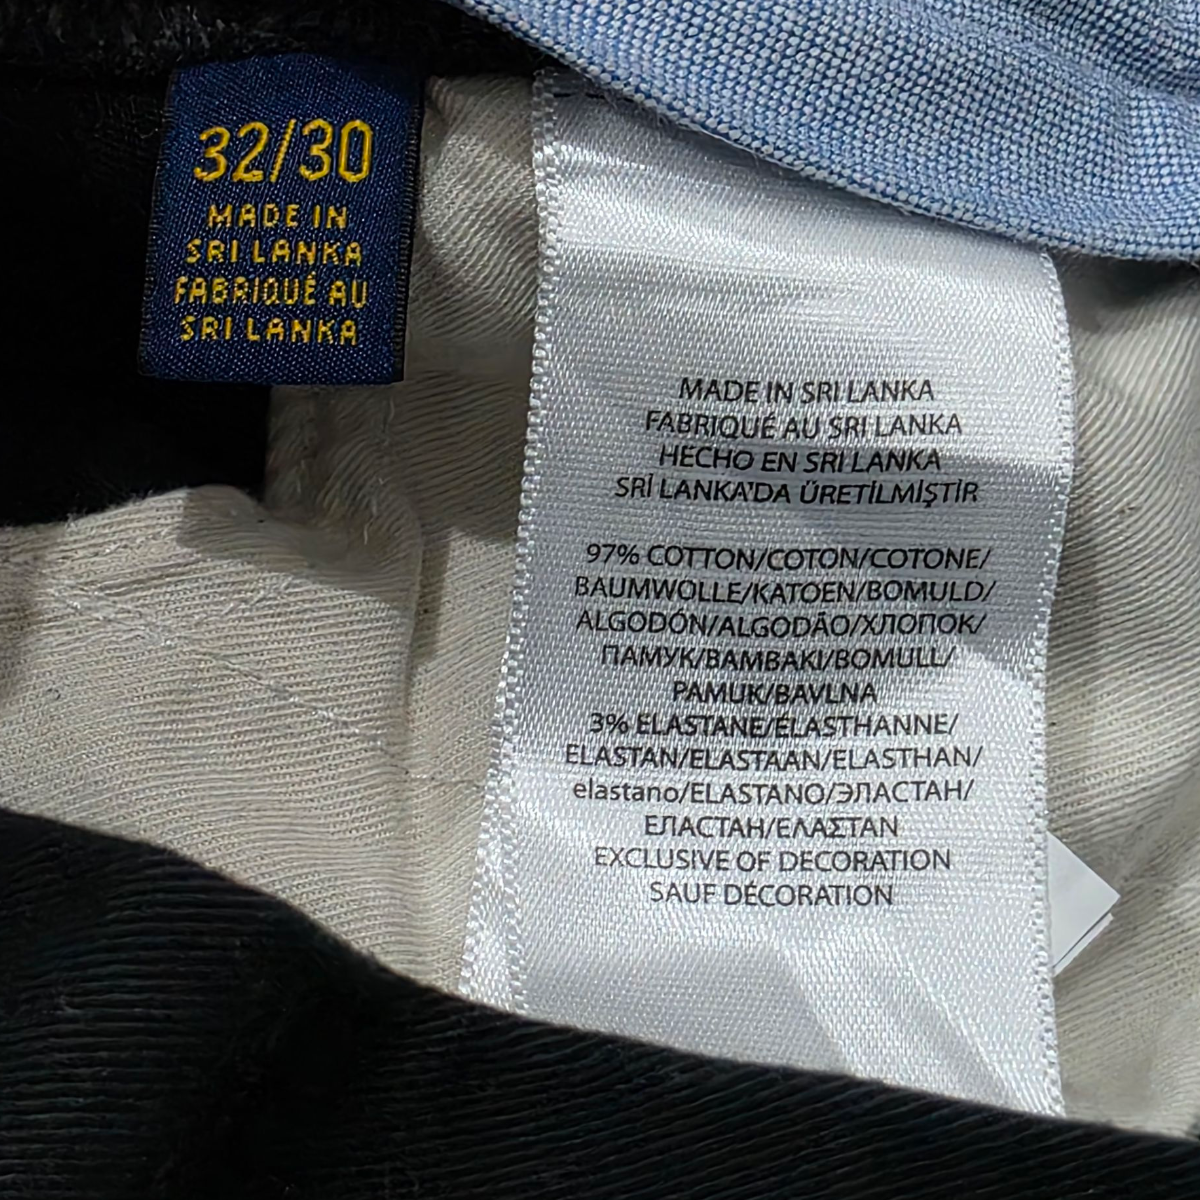 32/30
MADE IN
SRI LANKA
FABRIQUÉ AU
SRI LANKA
MADE IN SRI LANKA
FABRIQUÉ AU SRI LANKA
HECHO EN SRI LANKA
SRİ LANKA'DA ÜRETİLMİŞTİR
97% COTTON/COTON/COTONE/
BAUMWOLLE/KATOEN/BOMULD/
ALGODÓN/ALGODÃO/ХЛОПОК/
ПАМУК/BAMBAKI/BOMULL/
PAMUK/BAVLNA
3% ELASTANE/ÉLASTHANNE/
ELASTAN/ELASTAAN/ELASTHAN/
elastano/ELASTANO/ЭЛАСТАН/
ЕЛАСТАН/ΕΛΑΣΤΑΝ
EXCLUSIVE OF DECORATION
SAUF DÉCORATION